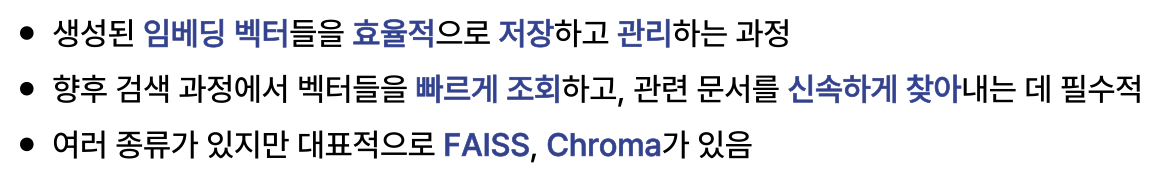 • 생성된 임베딩 벡터들을 효율적으로 저장하고 관리하는 과정
• 향후 검색 과정에서 벡터들을 빠르게 조회하고, 관련 문서를 신속하게 찾아내는 데 필수적
• 여러 종류가 있지만 대표적으로 FAISS, Chroma가 있음